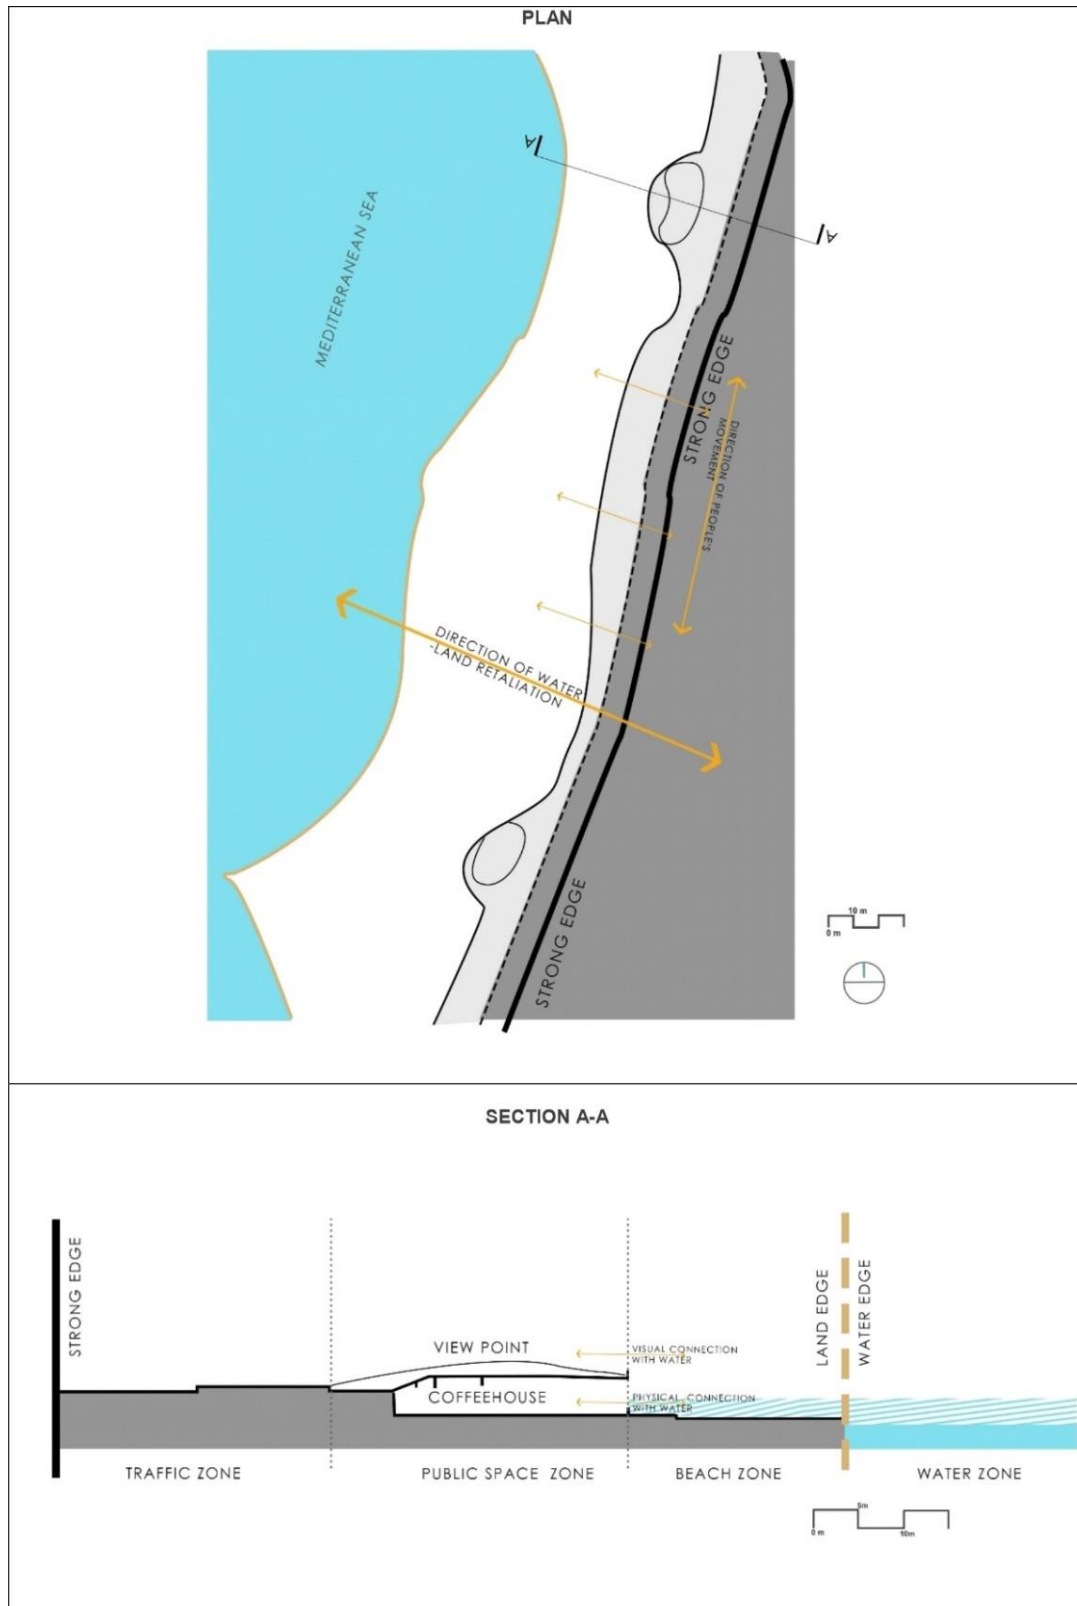 PLAN
A
A
MEDITERRANEAN SEA
STRONG EDGE
DIRECTION OF PEOPLE'S
MOVEMENT
DIRECTION OF WATER
-LAND RETALIATION
STRONG EDGE
10 m
0 m
SECTION A-A
STRONG EDGE
VIEW POINT
VISUAL CONNECTION
WITH WATER
COFFEEHOUSE
PHYSICAL CONNECTION
WITH WATER
LAND EDGE
WATER EDGE
TRAFFIC ZONE
PUBLIC SPACE ZONE
BEACH ZONE
WATER ZONE
5m
0 m
10m